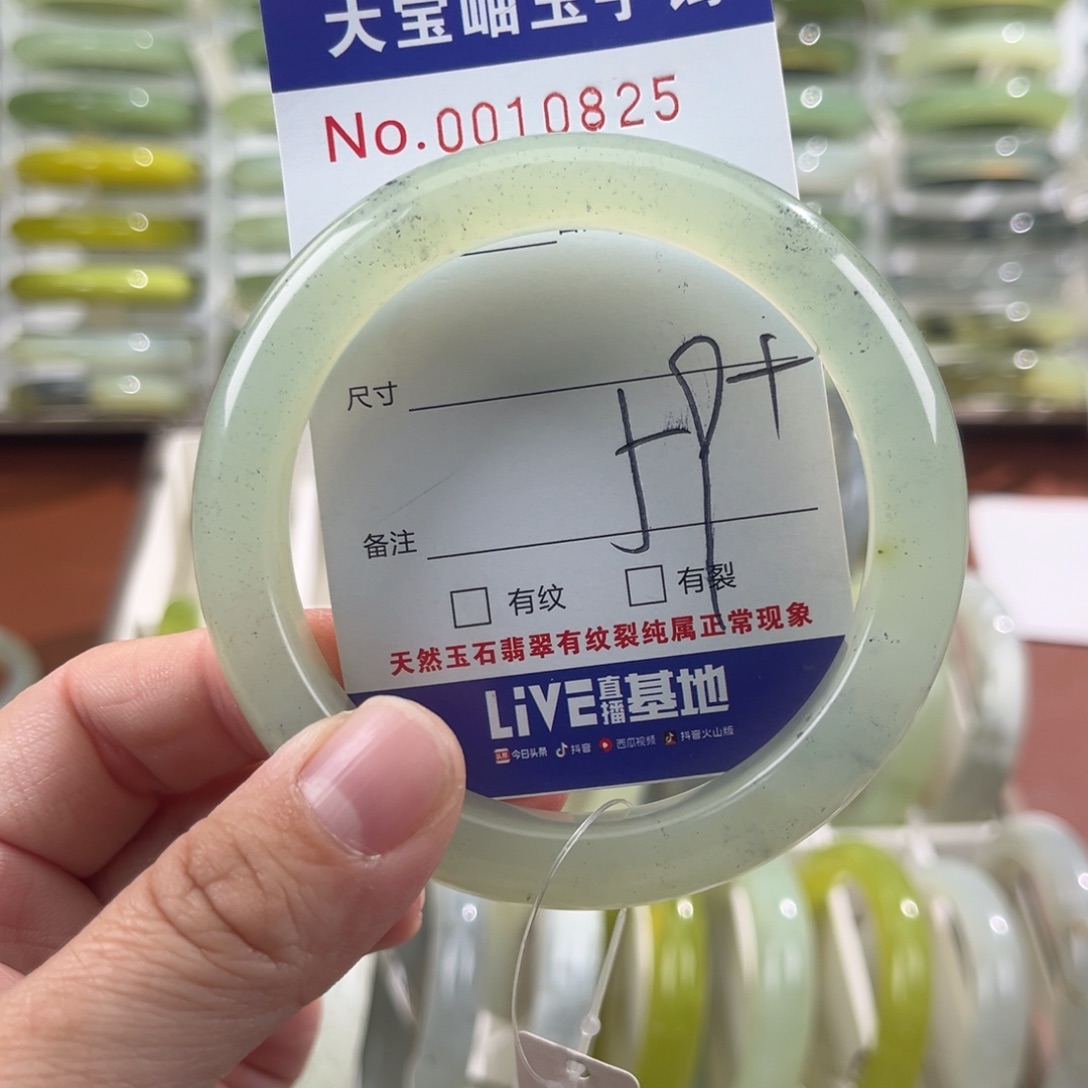 大宝岫玉手镯
No.0010825
尺寸
59+
备注
□ 有纹 □ 有裂
天然玉石翡翠有纹裂纯属正常现象
LiVE直播基地
今日头条 抖音 西瓜视频 抖音火山版